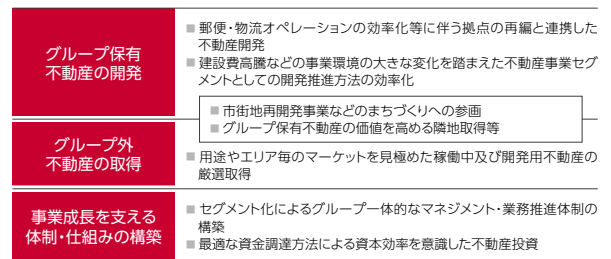 グループ保有
不動産の開発
■ 郵便・物流オペレーションの効率化等に伴う拠点の再編と連携した
不動産開発
■ 建設費高騰などの事業環境の大きな変化を踏まえた不動産事業セグ
メントとしての開発推進方法の効率化
■ 市街地再開発事業などのまちづくりへの参画
■ グループ保有不動産の価値を高める隣地取得等
グループ外
不動産の取得
■ 用途やエリア毎のマーケットを見極めた稼働中及び開発用不動産の
厳選取得
事業成長を支える
体制・仕組みの構築
■ セグメント化によるグループ一体的なマネジメント・業務推進体制の
構築
■ 最適な資金調達方法による資本効率を意識した不動産投資